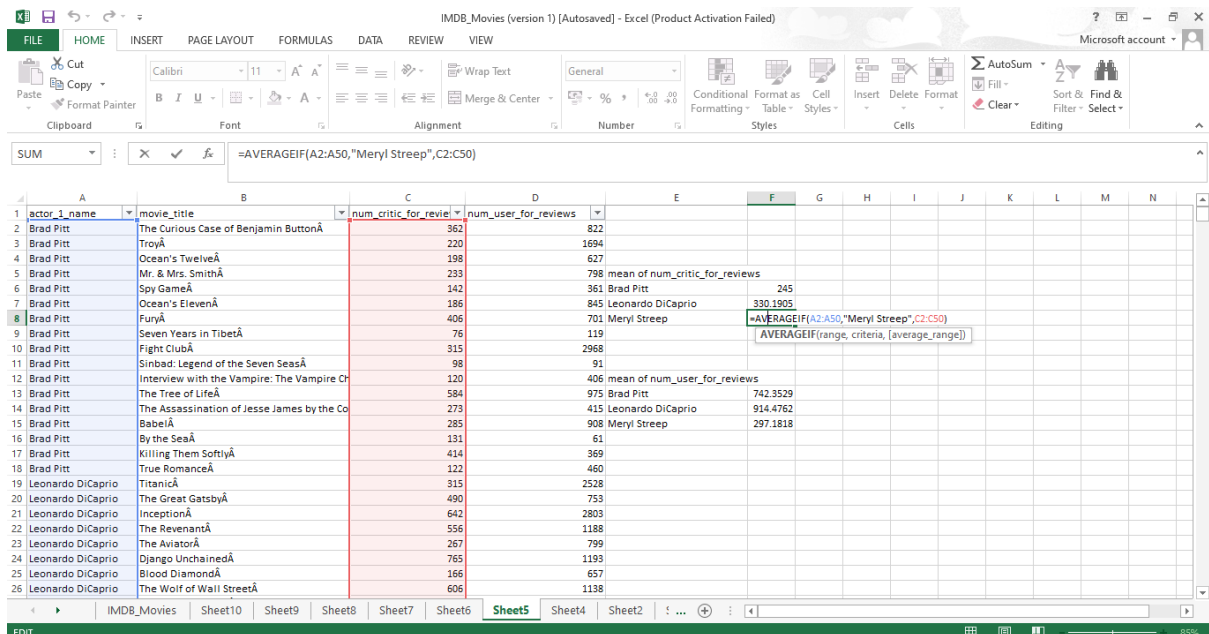 IMDB_Movies (version 1) [Autosaved] - Excel (Product Activation Failed)
FILE HOME INSERT PAGE LAYOUT FORMULAS DATA REVIEW VIEW Microsoft account
Cut
Copy
Format Painter
Paste
Calibri 11
Wrap Text
Merge & Center
General
Conditional Formatting
Format as Table
Cell Styles
Insert Delete Format
AutoSum
Fill
Clear
Sort & Filter
Find & Select
Clipboard Font Alignment Number Styles Cells Editing
SUM =AVERAGEIF(A2:A50,"Meryl Streep",C2:C50)
A B C D E F G H I J K L M N
1 actor_1_name movie_title num_critic_for_revie num_user_for_reviews
2 Brad Pitt The Curious Case of Benjamin ButtonÂ 362 822
3 Brad Pitt TroyÂ 220 1694
4 Brad Pitt Ocean's TwelveÂ 198 627
5 Brad Pitt Mr. & Mrs. SmithÂ 233 798 mean of num_critic_for_reviews
6 Brad Pitt Spy GameÂ 142 361 Brad Pitt 245
7 Brad Pitt Ocean's ElevenÂ 186 845 Leonardo DiCaprio 330.1905
8 Brad Pitt FuryÂ 406 701 Meryl Streep =AVERAGEIF(A2:A50,"Meryl Streep",C2:C50)
9 Brad Pitt Seven Years in TibetÂ 76 119 AVERAGEIF(range, criteria, [average_range])
10 Brad Pitt Fight ClubÂ 315 2968
11 Brad Pitt Sinbad: Legend of the Seven SeasÂ 98 91
12 Brad Pitt Interview with the Vampire: The Vampire Ch 120 406 mean of num_user_for_reviews
13 Brad Pitt The Tree of LifeÂ 584 975 Brad Pitt 742.3529
14 Brad Pitt The Assassination of Jesse James by the Co 273 415 Leonardo DiCaprio 914.4762
15 Brad Pitt BabelÂ 285 908 Meryl Streep 297.1818
16 Brad Pitt By the SeaÂ 131 61
17 Brad Pitt Killing Them SoftlyÂ 414 369
18 Brad Pitt True RomanceÂ 122 460
19 Leonardo DiCaprio TitanicÂ 315 2528
20 Leonardo DiCaprio The Great GatsbyÂ 490 753
21 Leonardo DiCaprio InceptionÂ 642 2803
22 Leonardo DiCaprio The RevenantÂ 556 1188
23 Leonardo DiCaprio The AviatorÂ 267 799
24 Leonardo DiCaprio Django UnchainedÂ 765 1193
25 Leonardo DiCaprio Blood DiamondÂ 166 657
26 Leonardo DiCaprio The Wolf of Wall StreetÂ 606 1138
IMDB_Movies Sheet10 Sheet9 Sheet8 Sheet7 Sheet6 Sheet5 Sheet4 Sheet2 ...
EDIT 85%